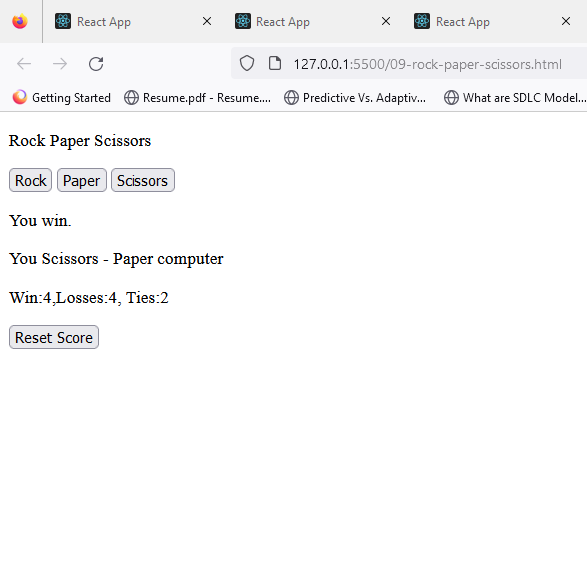 React App React App React App
127.0.0.1:5500/09-rock-paper-scissors.html
Getting Started Resume.pdf - Resume.... Predictive Vs. Adaptiv... What are SDLC Model...
Rock Paper Scissors
Rock Paper Scissors
You win.
You Scissors - Paper computer
Win:4,Losses:4, Ties:2
Reset Score